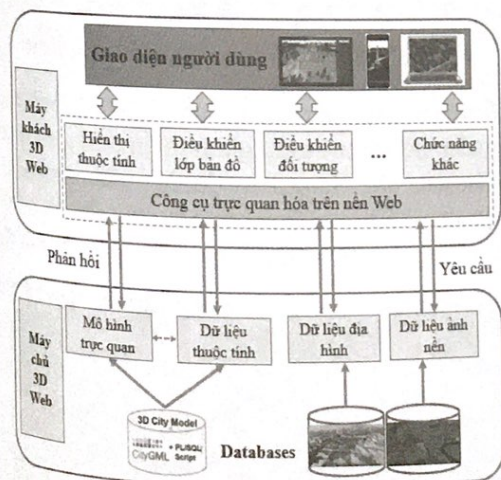 Giao diện người dùng
Máy
khách
3D
Web
Hiển thị
thuộc tính
Điều khiển
lớp bản đồ
Điều khiển
đối tượng
...
Chức năng
khác
Công cụ trực quan hóa trên nền Web
Phản hồi
Yêu cầu
Máy
chủ
3D
Web
Mô hình
trực quan
Dữ liệu
thuộc tính
Dữ liệu địa
hình
Dữ liệu ảnh
nền
3D City Model
CityGML
+ PL/SQL
Script
Databases